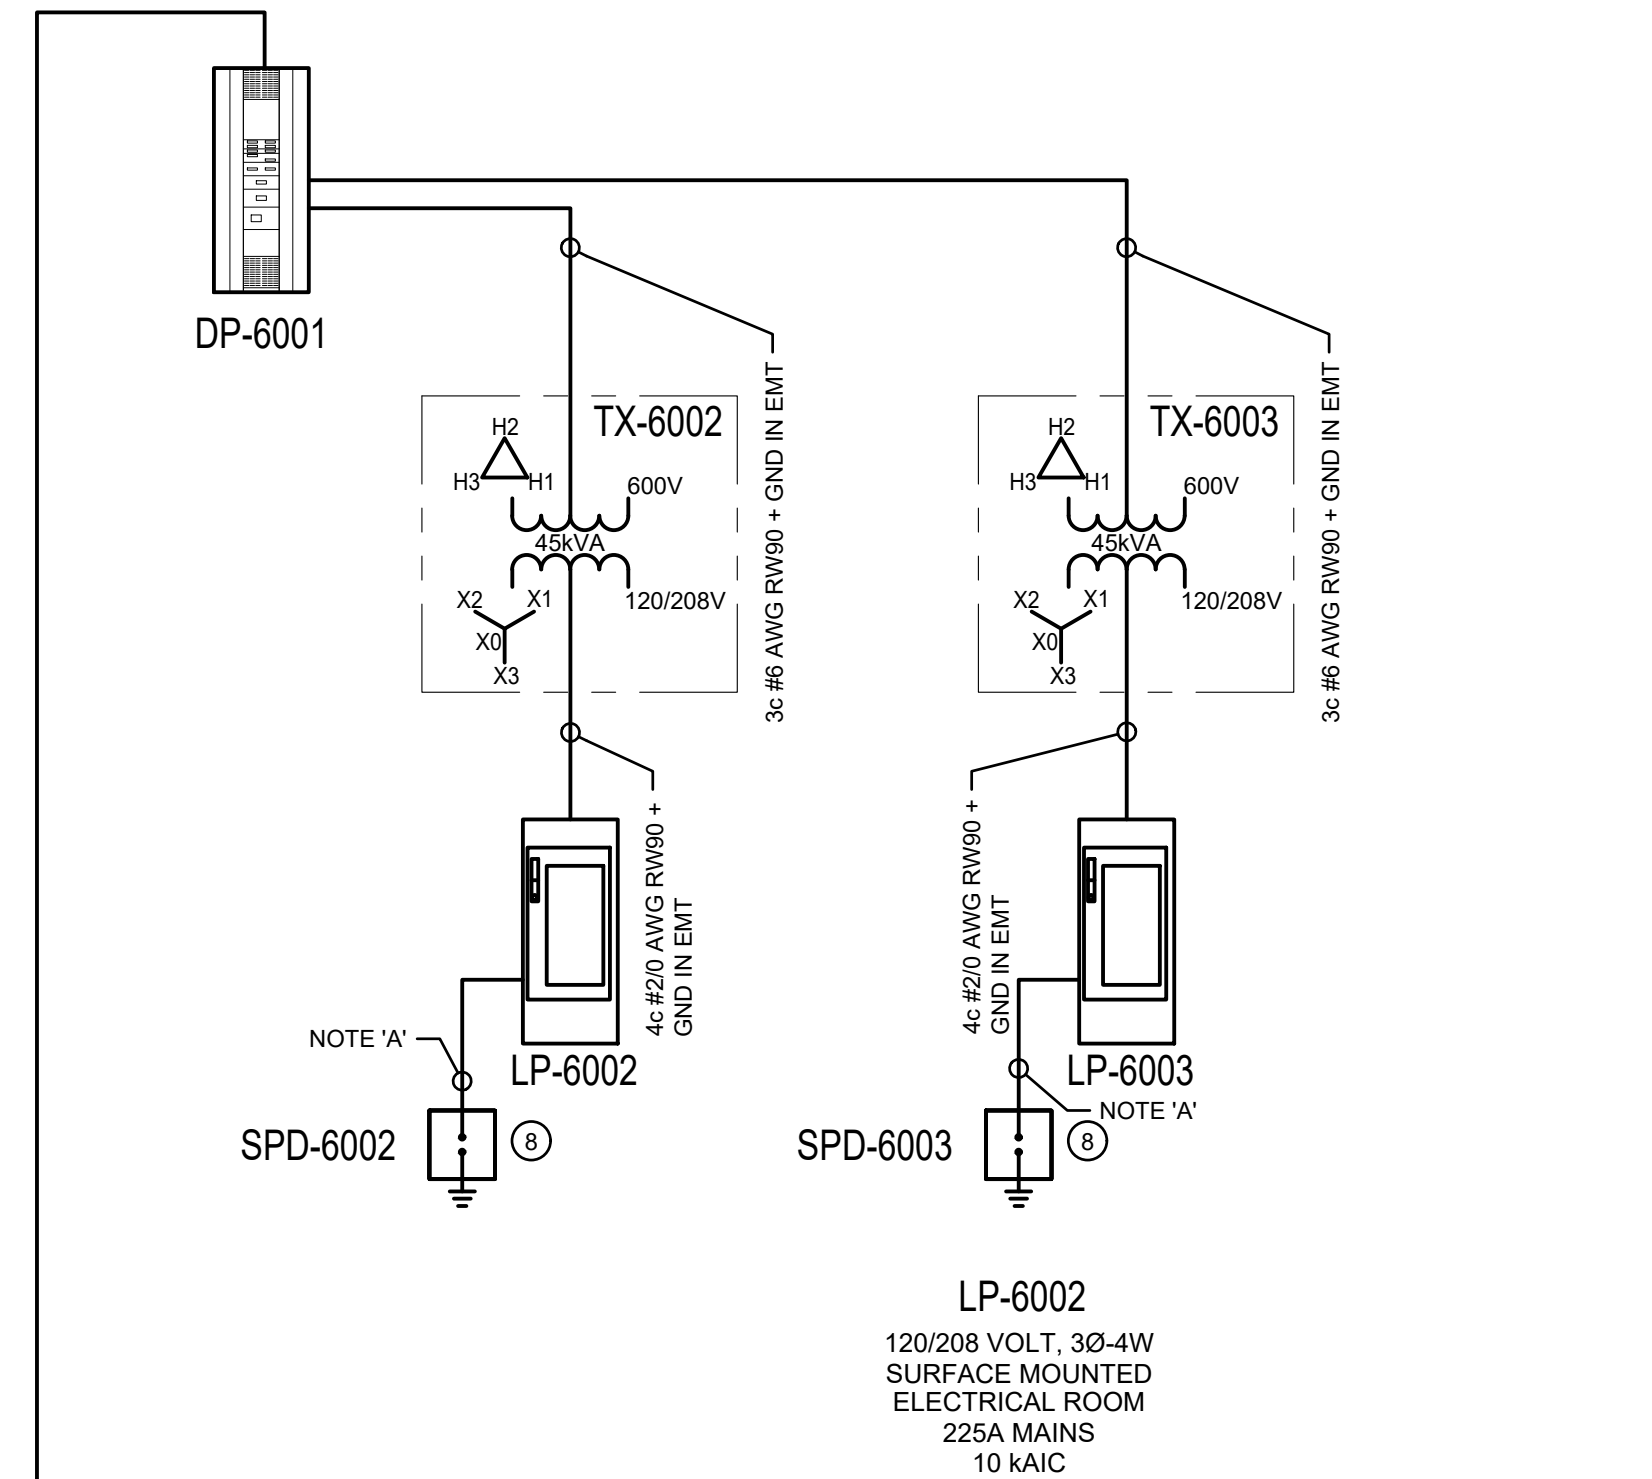 DP-6001
TX-6002
H2
H3
H1
600V
45kVA
X2
X1
120/208V
X0
X3
3c #6 AWG RW90 + GND IN EMT
TX-6003
H2
H3
H1
600V
45kVA
X2
X1
120/208V
X0
X3
3c #6 AWG RW90 + GND IN EMT
4c #2/0 AWG RW90 +
GND IN EMT
4c #2/0 AWG RW90 +
GND IN EMT
NOTE 'A'
LP-6002
SPD-6002
8
LP-6003
NOTE 'A'
SPD-6003
8
LP-6002
120/208 VOLT, 3Ø-4W
SURFACE MOUNTED
ELECTRICAL ROOM
225A MAINS
10 kAIC